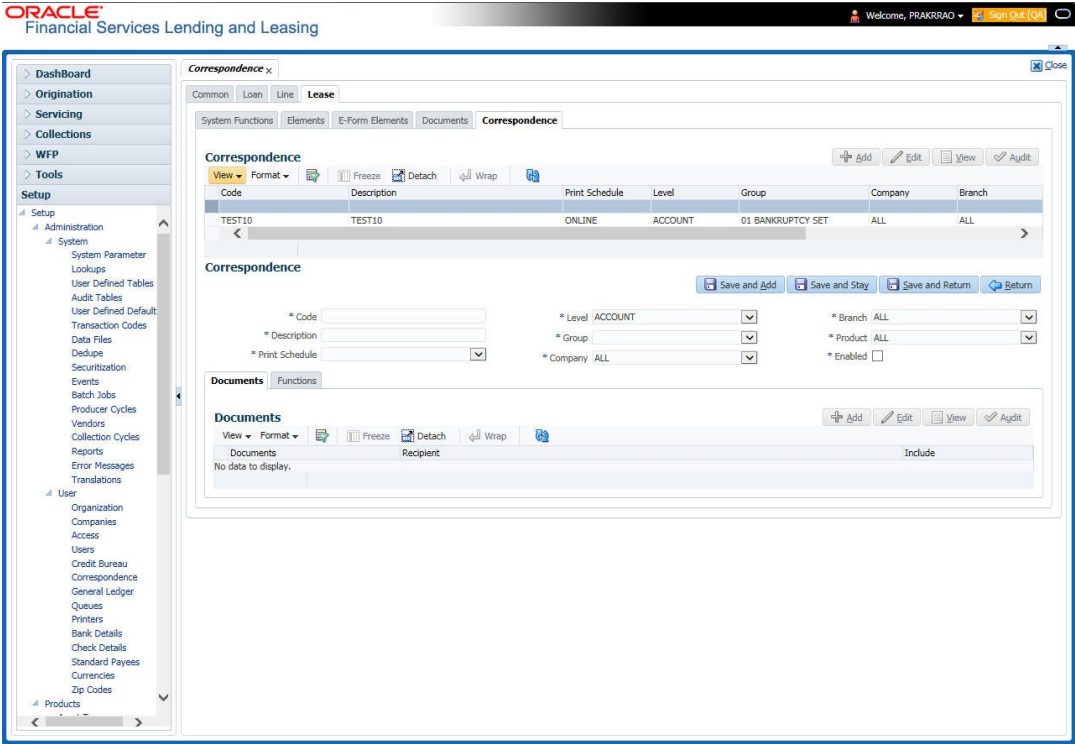 ORACLE
Financial Services Lending and Leasing
Welcome, PRAKRRAO
Sign Out [QA]
Close
DashBoard
Origination
Servicing
Collections
WFP
Tools
Setup
Setup
Administration
System
System Parameter
Lookups
User Defined Tables
Audit Tables
User Defined Default
Transaction Codes
Data Files
Dedupe
Securitization
Events
Batch Jobs
Producer Cycles
Vendors
Collection Cycles
Reports
Error Messages
Translations
User
Organization
Companies
Access
Users
Credit Bureau
Correspondence
General Ledger
Queues
Printers
Bank Details
Check Details
Standard Payees
Currencies
Zip Codes
Products
Correspondence x
Common Loan Line Lease
System Functions Elements E-Form Elements Documents Correspondence
Correspondence
Add Edit View Audit
View Format Freeze Detach Wrap
Code Description Print Schedule Level Group Company Branch
TEST10 TEST10 ONLINE ACCOUNT 01 BANKRUPTCY SET ALL ALL
Correspondence
Save and Add Save and Stay Save and Return Return
* Code * Level ACCOUNT * Branch ALL
* Description * Group * Product ALL
* Print Schedule * Company ALL * Enabled
Documents Functions
Documents
Add Edit View Audit
View Format Freeze Detach Wrap
Documents Recipient Include
No data to display.